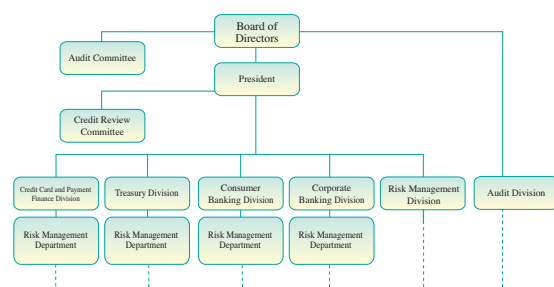 Board of
Directors
Audit Committee
President
Credit Review
Committee
Credit Card and Payment
Finance Division
Treasury Division
Consumer
Banking Division
Corporate
Banking Division
Risk Management
Division
Audit Division
Risk Management
Department
Risk Management
Department
Risk Management
Department
Risk Management
Department